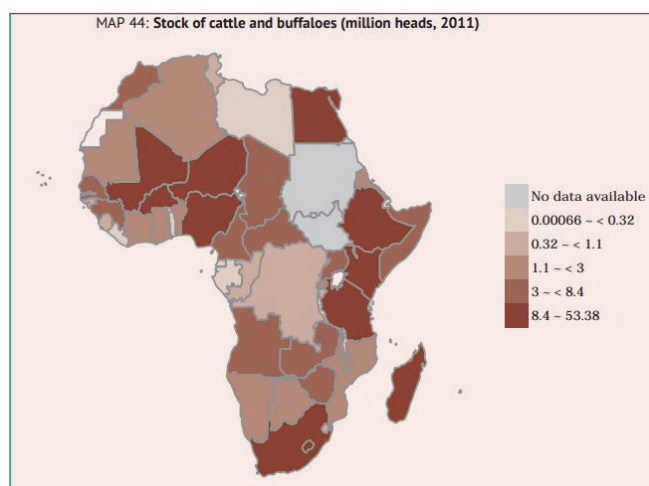 MAP 44: Stock of cattle and buffaloes (million heads, 2011)
No data available
0.00066 ~ < 0.32
0.32 ~ < 1.1
1.1 ~ < 3
3 ~ < 8.4
8.4 ~ 53.38